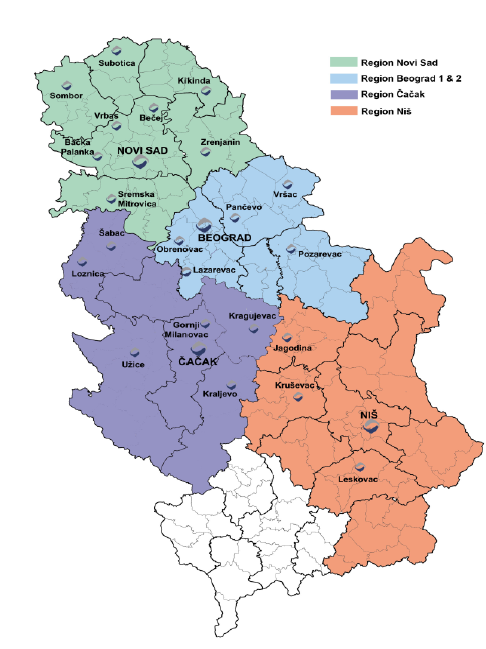 Region Novi Sad
Region Beograd 1 & 2
Region Čačak
Region Niš
Subotica
Kikinda
Sombor
Vrbas
Bečej
Bačka
Palanka
NOVI SAD
Zrenjanin
Sremska
Mitrovica
Vršac
Pančevo
BEOGRAD
Obrenovac
Pozarevac
Lazarevac
Šabac
Loznica
Kragujevac
Gornji
Milanovac
ČAČAK
Užice
Kraljevo
Jagodina
Kruševac
NIŠ
Leskovac